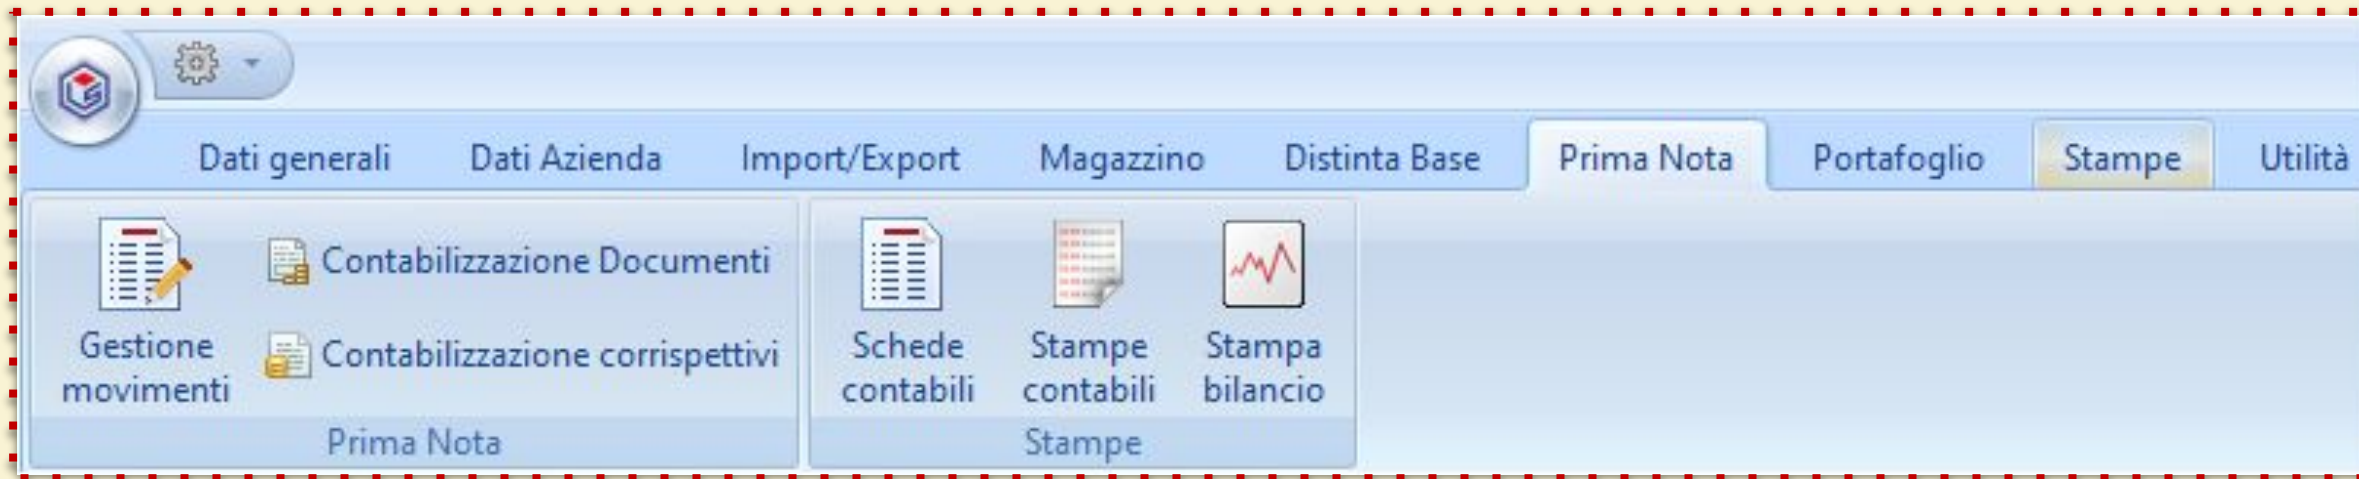 Dati generali Dati Azienda Import/Export Magazzino Distinta Base Prima Nota Portafoglio Stampe Utilità
Gestione
movimenti
Contabilizzazione Documenti
Contabilizzazione corrispettivi
Prima Nota
Schede
contabili
Stampe
contabili
Stampa
bilancio
Stampe